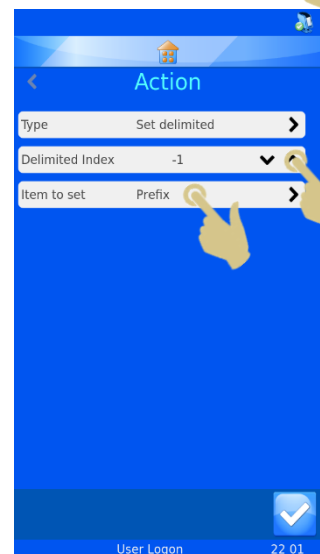 Action
Type Set delimited
Delimited Index -1
Item to set Prefix
User Logon 22 01